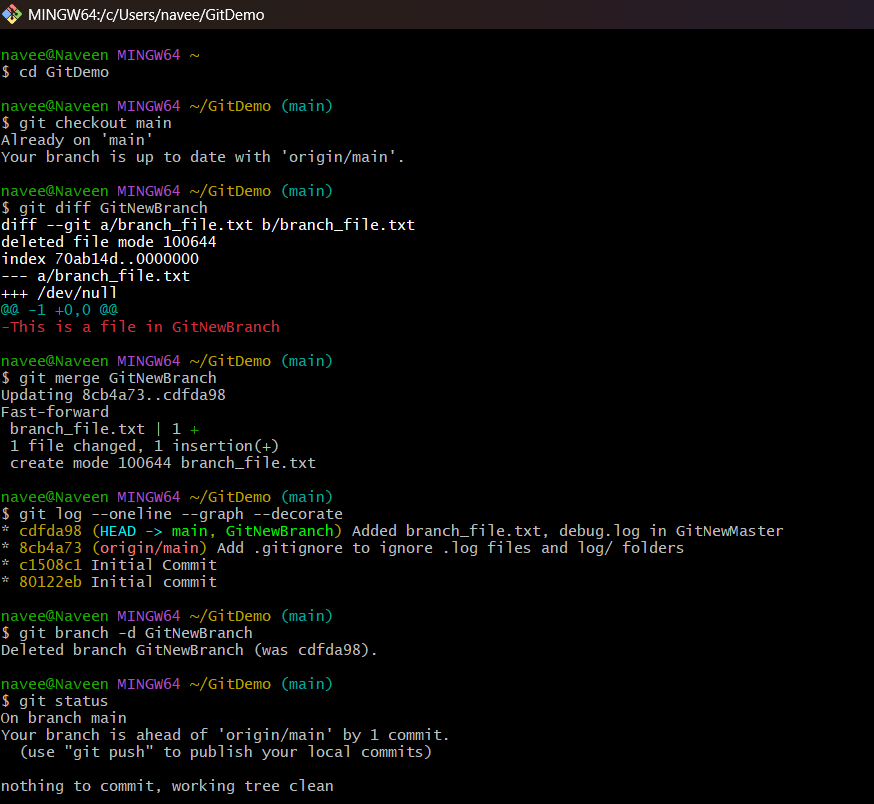 MINGW64:/c/Users/navee/GitDemo
navee@Naveen MINGW64 ~
$ cd GitDemo
navee@Naveen MINGW64 ~/GitDemo (main)
$ git checkout main
Already on 'main'
Your branch is up to date with 'origin/main'.
navee@Naveen MINGW64 ~/GitDemo (main)
$ git diff GitNewBranch
diff --git a/branch_file.txt b/branch_file.txt
deleted file mode 100644
index 70ab14d..0000000
--- a/branch_file.txt
+++ /dev/null
@@ -1 +0,0 @@
-This is a file in GitNewBranch
navee@Naveen MINGW64 ~/GitDemo (main)
$ git merge GitNewBranch
Updating 8cb4a73..cdfda98
Fast-forward
 branch_file.txt | 1 +
 1 file changed, 1 insertion(+)
 create mode 100644 branch_file.txt
navee@Naveen MINGW64 ~/GitDemo (main)
$ git log --oneline --graph --decorate
* cdfda98 (HEAD -> main, GitNewBranch) Added branch_file.txt, debug.log in GitNewMaster
* 8cb4a73 (origin/main) Add .gitignore to ignore .log files and log/ folders
* c1508c1 Initial Commit
* 80122eb Initial commit
navee@Naveen MINGW64 ~/GitDemo (main)
$ git branch -d GitNewBranch
Deleted branch GitNewBranch (was cdfda98).
navee@Naveen MINGW64 ~/GitDemo (main)
$ git status
On branch main
Your branch is ahead of 'origin/main' by 1 commit.
  (use "git push" to publish your local commits)
nothing to commit, working tree clean